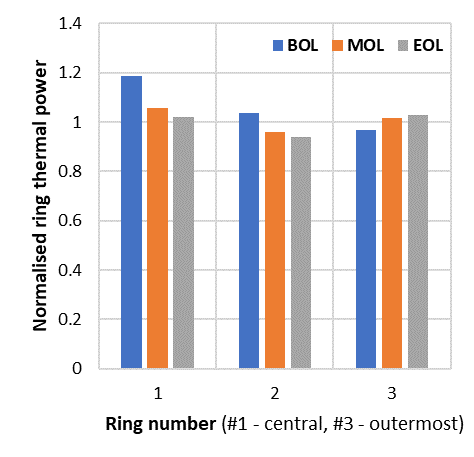 1.4
1.2
1
0.8
0.6
0.4
0.2
0
Normalised ring thermal power
BOL MOL EOL
1 2 3
Ring number (#1 - central, #3 - outermost)